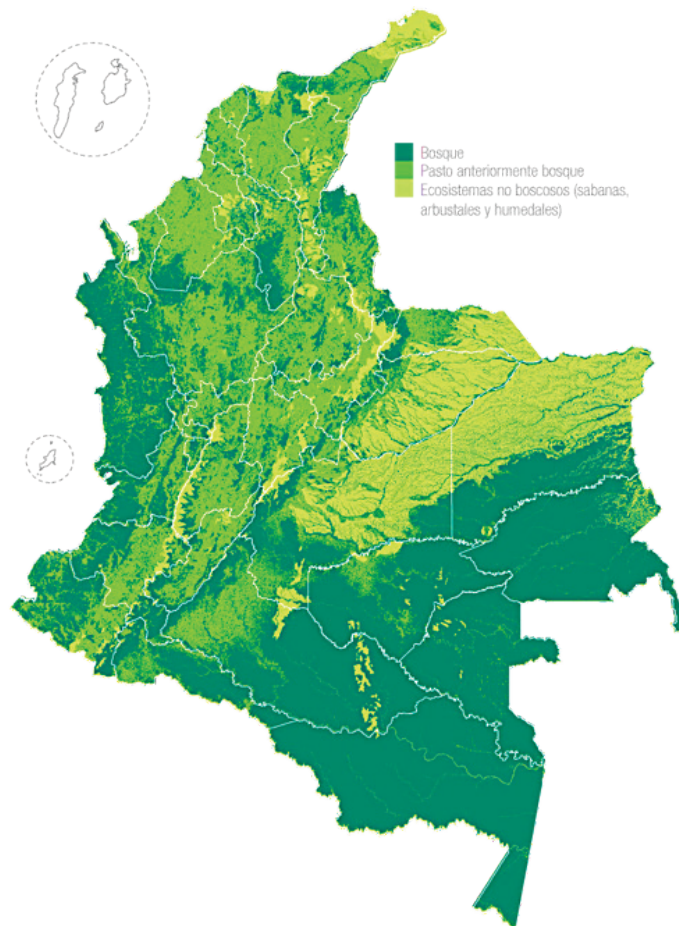 Bosque
Pasto anteriormente bosque
Ecosistemas no boscosos (sabanas,
arbustales y humedales)